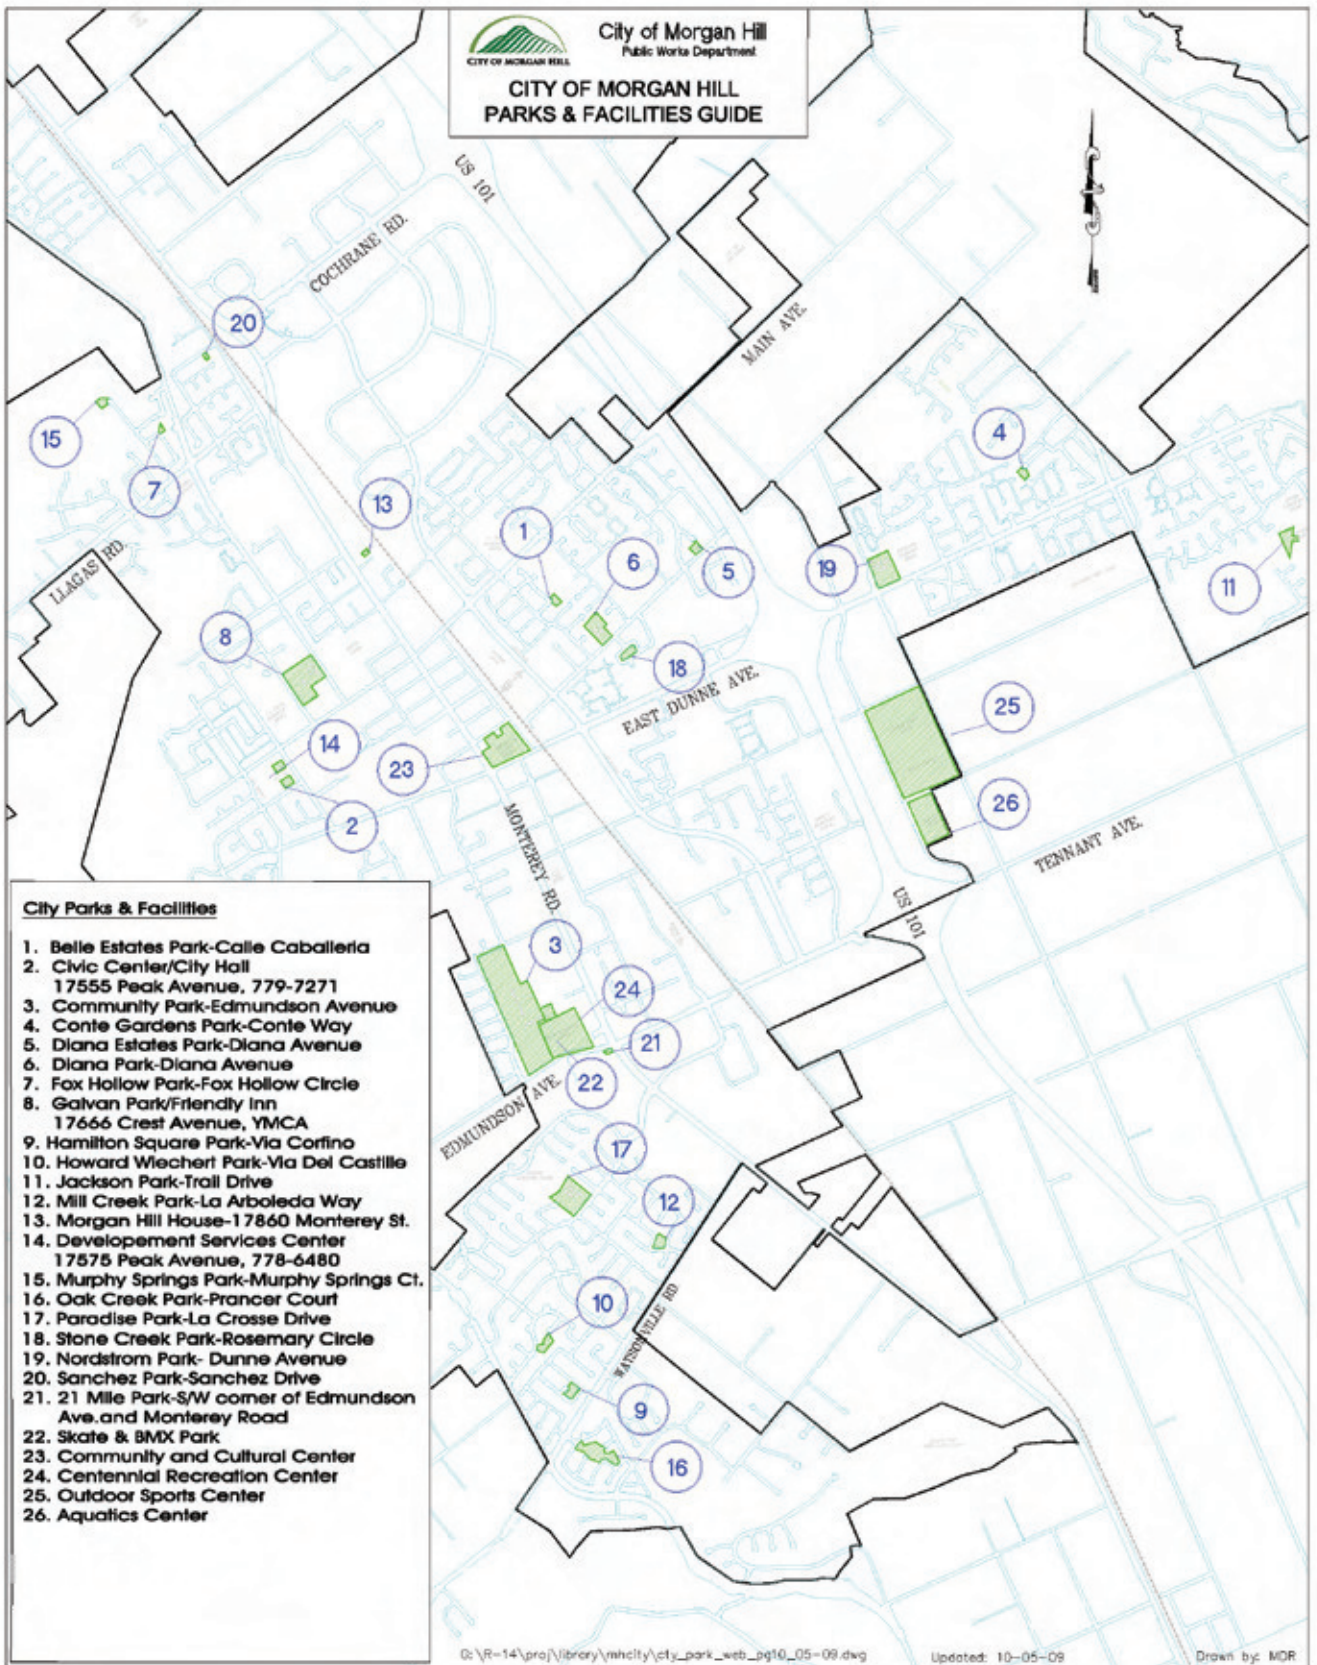 City of Morgan Hill
Public Works Department
CITY OF MORGAN HILL
CITY OF MORGAN HILL
PARKS & FACILITIES GUIDE
US 101
COCHRANE RD.
MAIN AVE.
20
15
7
13
4
1
6
5
19
11
LLAGAS RD.
8
18
EAST DUNNE AVE.
25
14
23
2
26
MONTEREY RD.
TENNANT AVE.
US 101
3
24
21
22
EDMUNDSON AVE.
17
12
10
WATSONVILLE RD
9
16
City Parks & Facilities
1. Belle Estates Park-Calle Caballeria
2. Civic Center/City Hall
17555 Peak Avenue, 779-7271
3. Community Park-Edmundson Avenue
4. Conte Gardens Park-Conte Way
5. Diana Estates Park-Diana Avenue
6. Diana Park-Diana Avenue
7. Fox Hollow Park-Fox Hollow Circle
8. Galvan Park/Friendly Inn
17666 Crest Avenue, YMCA
9. Hamilton Square Park-Via Corfino
10. Howard Wiechert Park-Via Del Castille
11. Jackson Park-Trail Drive
12. Mill Creek Park-La Arboleda Way
13. Morgan Hill House-17860 Monterey St.
14. Developement Services Center
17575 Peak Avenue, 778-6480
15. Murphy Springs Park-Murphy Springs Ct.
16. Oak Creek Park-Prancer Court
17. Paradise Park-La Crosse Drive
18. Stone Creek Park-Rosemary Circle
19. Nordstrom Park- Dunne Avenue
20. Sanchez Park-Sanchez Drive
21. 21 Mile Park-S/W corner of Edmundson
Ave.and Monterey Road
22. Skate & BMX Park
23. Community and Cultural Center
24. Centennial Recreation Center
25. Outdoor Sports Center
26. Aquatics Center
G:\R-14\proj\library\mhcity\cty_park_web_pg10_05-09.dwg
Updated: 10-05-09
Drawn by: MDR